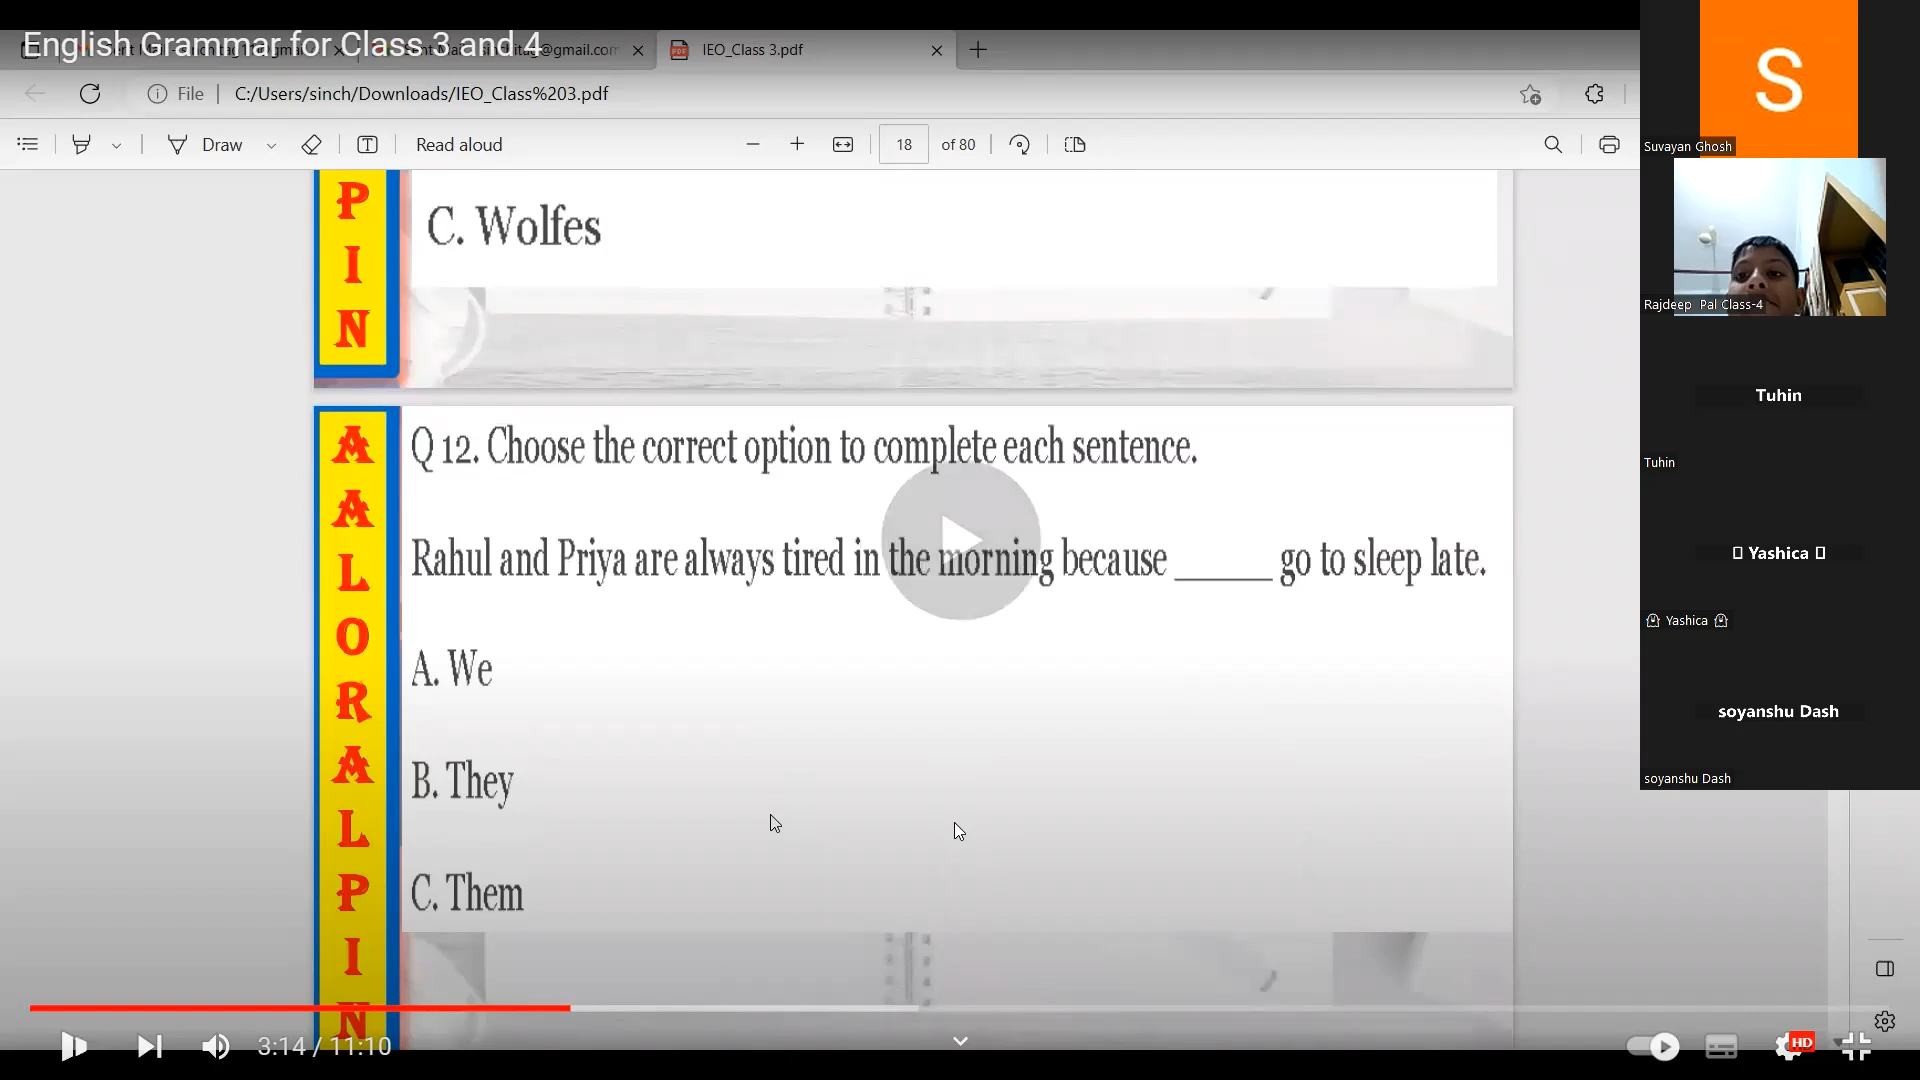 English Grammar for Class 3 and 4
@gmail.com
IEO_Class 3.pdf
File
C:/Users/sinch/Downloads/IEO_Class%203.pdf
Draw
Read aloud
18 of 80
P
I
N
C. Wolfes
A
A
L
O
R
A
L
P
I
N
Q 12. Choose the correct option to complete each sentence.
Rahul and Priya are always tired in the morning because ______ go to sleep late.
A. We
B. They
C. Them
S
Suvayan Ghosh
Rajdeep Pal Class-4
Tuhin
Tuhin
Yashica
Yashica
soyanshu Dash
soyanshu Dash
3:14 / 11:10
HD